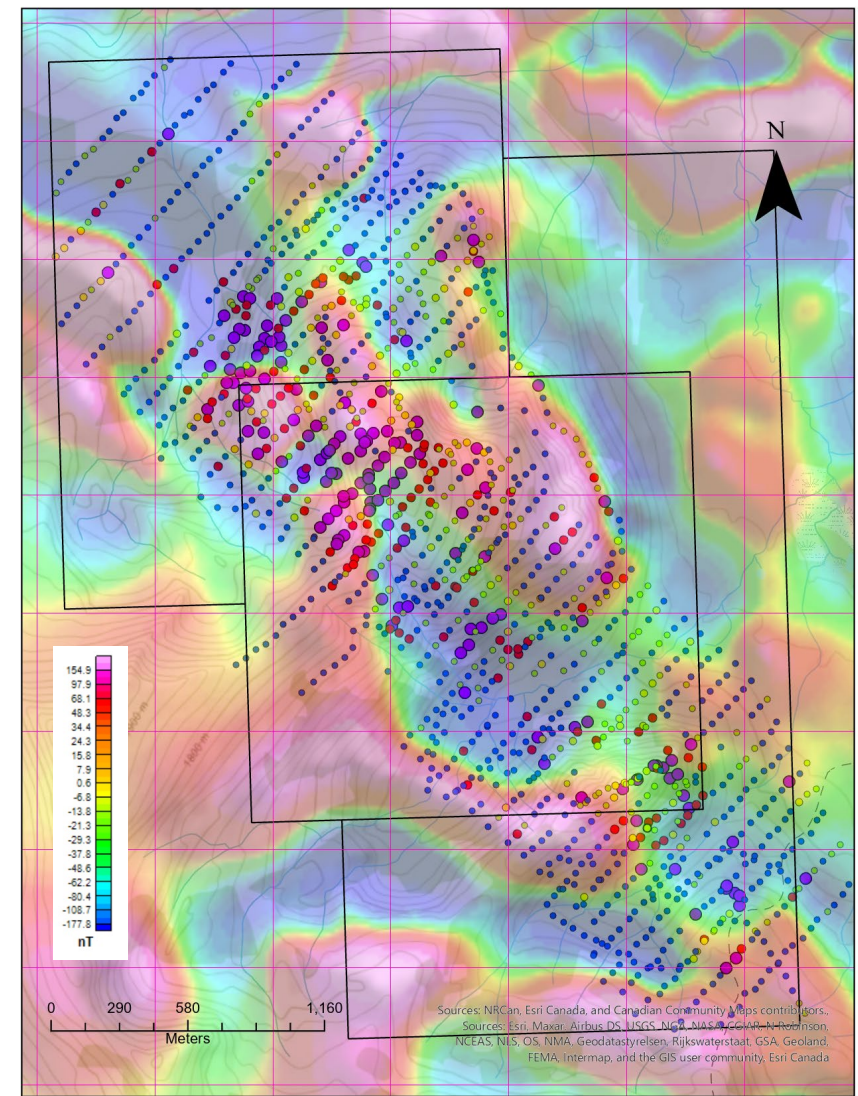 N
1800 m
154.9
97.9
68.1
48.3
34.4
24.3
15.8
7.9
0.6
-6.8
-13.8
-21.3
-29.3
-37.8
-48.6
-62.2
-80.4
-108.7
-177.8
nT
0 290 580 1,160
Meters
Sources: NRCan, Esri Canada, and Canadian Community Maps contributors.,
Sources: Esri, Maxar, Airbus DS, USGS, NGA, NASA, CGIAR, N Robinson,
NCEAS, NLS, OS, NMA, Geodatastyrelsen, Rijkswaterstaat, GSA, Geoland,
FEMA, Intermap, and the GIS user community, Esri Canada